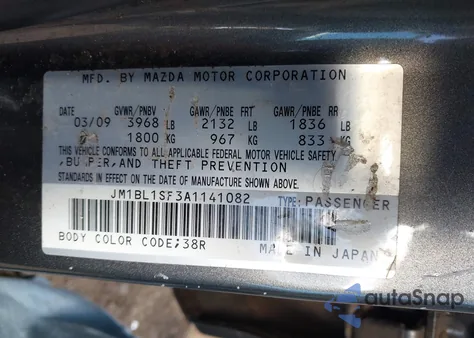 MFD. BY MAZDA MOTOR CORPORATION
DATE GVWR/PNBV GAWR/PNBE FRT GAWR/PNBE RR
03/09 3968 LB 2132 LB 1836 LB
1800 KG 967 KG 833 KG
THIS VEHICLE CONFORMS TO ALL APPLICABLE FEDERAL MOTOR VEHICLE SAFETY,
BUMPER, AND THEFT PREVENTION
IN EFFECT ON THE DATE OF MANUFACTURE SHOWN ABOVE.
JM1BL1SF3A1141082 TYPE: PASSENGER
BODY COLOR CODE;38R MADE IN JAPAN
autoSnap